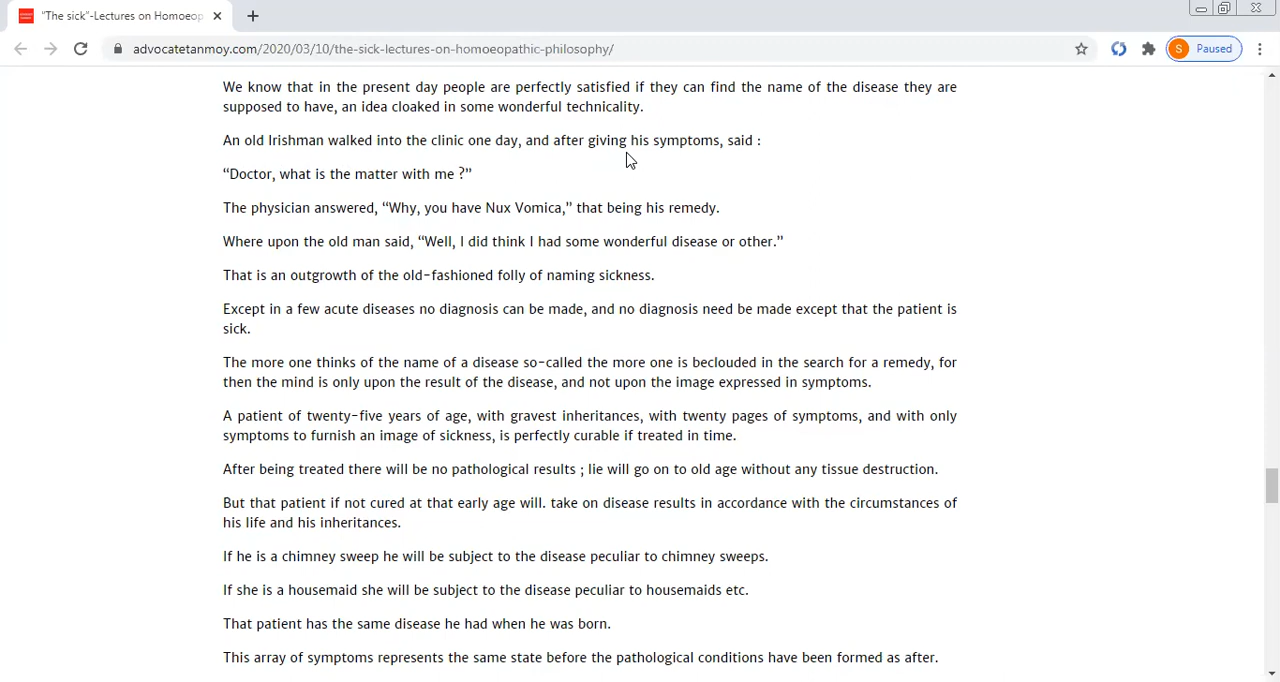 "The sick"-Lectures on Homoeop
advocatetanmoy.com/2020/03/10/the-sick-lectures-on-homoeopathic-philosophy/
S Paused
We know that in the present day people are perfectly satisfied if they can find the name of the disease they are
supposed to have, an idea cloaked in some wonderful technicality.
An old Irishman walked into the clinic one day, and after giving his symptoms, said :
“Doctor, what is the matter with me ?”
The physician answered, “Why, you have Nux Vomica,” that being his remedy.
Where upon the old man said, “Well, I did think I had some wonderful disease or other.”
That is an outgrowth of the old-fashioned folly of naming sickness.
Except in a few acute diseases no diagnosis can be made, and no diagnosis need be made except that the patient is
sick.
The more one thinks of the name of a disease so-called the more one is beclouded in the search for a remedy, for
then the mind is only upon the result of the disease, and not upon the image expressed in symptoms.
A patient of twenty-five years of age, with gravest inheritances, with twenty pages of symptoms, and with only
symptoms to furnish an image of sickness, is perfectly curable if treated in time.
After being treated there will be no pathological results ; lie will go on to old age without any tissue destruction.
But that patient if not cured at that early age will. take on disease results in accordance with the circumstances of
his life and his inheritances.
If he is a chimney sweep he will be subject to the disease peculiar to chimney sweeps.
If she is a housemaid she will be subject to the disease peculiar to housemaids etc.
That patient has the same disease he had when he was born.
This array of symptoms represents the same state before the pathological conditions have been formed as after.